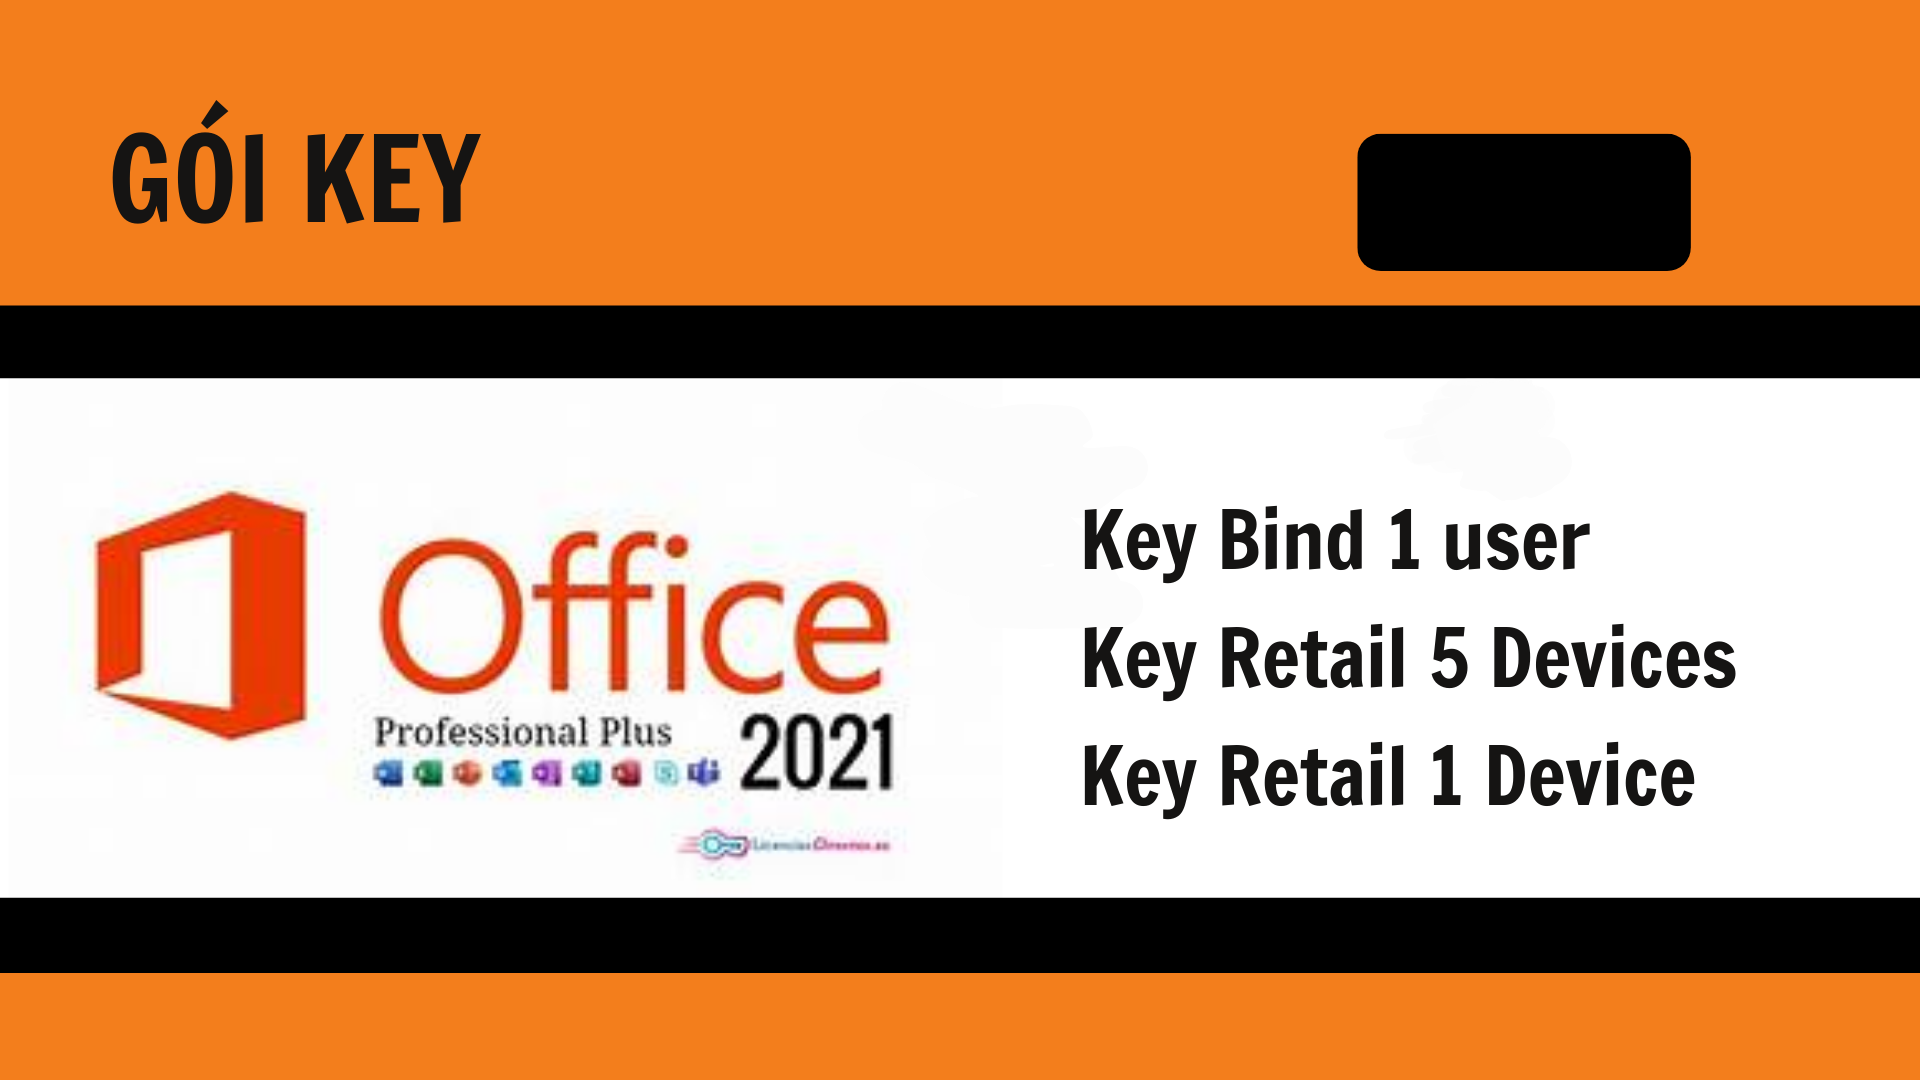 GÓI KEY
Office
Professional Plus
2021
Key Bind 1 user
Key Retail 5 Devices
Key Retail 1 Device